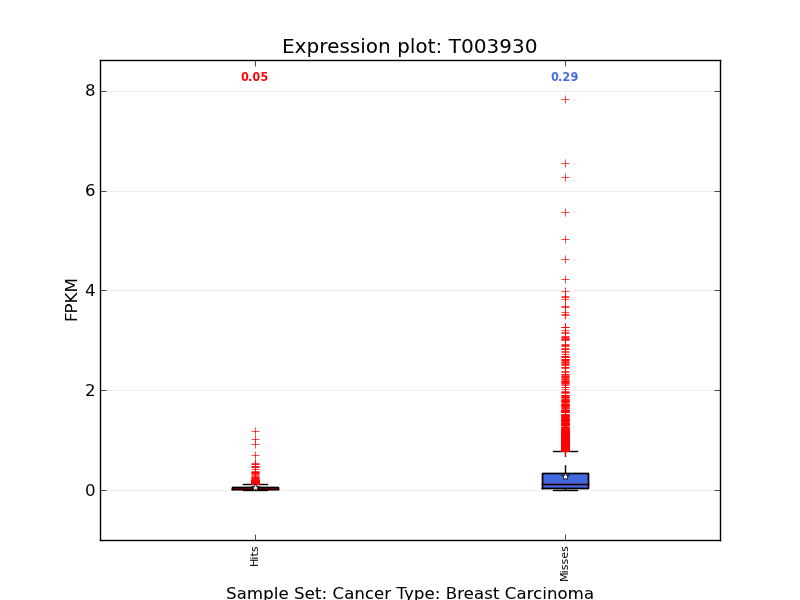 Expression plot: T003930
0.05
0.29
8
6
4
2
0
FPKM
Hits
Misses
Sample Set: Cancer Type: Breast Carcinoma